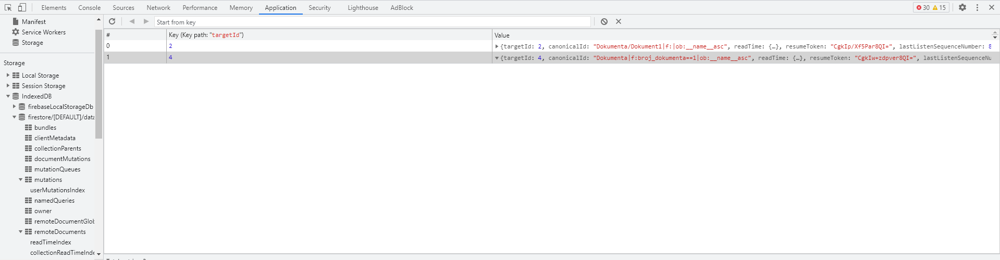 Elements Console Sources Network Performance Memory Application Security Lighthouse AdBlock 30 15
Manifest
Service Workers
Storage
Storage
Local Storage
Session Storage
IndexedDB
firebaseLocalStorageDb
firestore/[DEFAULT]/data
bundles
clientMetadata
collectionParents
documentMutations
mutationQueues
mutations
userMutationsIndex
namedQueries
owner
remoteDocumentGlob
remoteDocuments
readTimeIndex
collectionReadTimeInde
Start from key
# Key (Key path: "targetId") Value
0 2 {targetId: 2, canonicalId: "Dokumenta/Dokument1|f:|ob:__name__asc", readTime: {…}, resumeToken: "CgkIp/Xf5Par8QI=", lastListenSequenceNumber: 8
1 4 {targetId: 4, canonicalId: "Dokumenta|f:broj_dokumenta==1|ob:__name__asc", readTime: {…}, resumeToken: "CgkIw+zdpver8QI=", lastListenSequenceNu